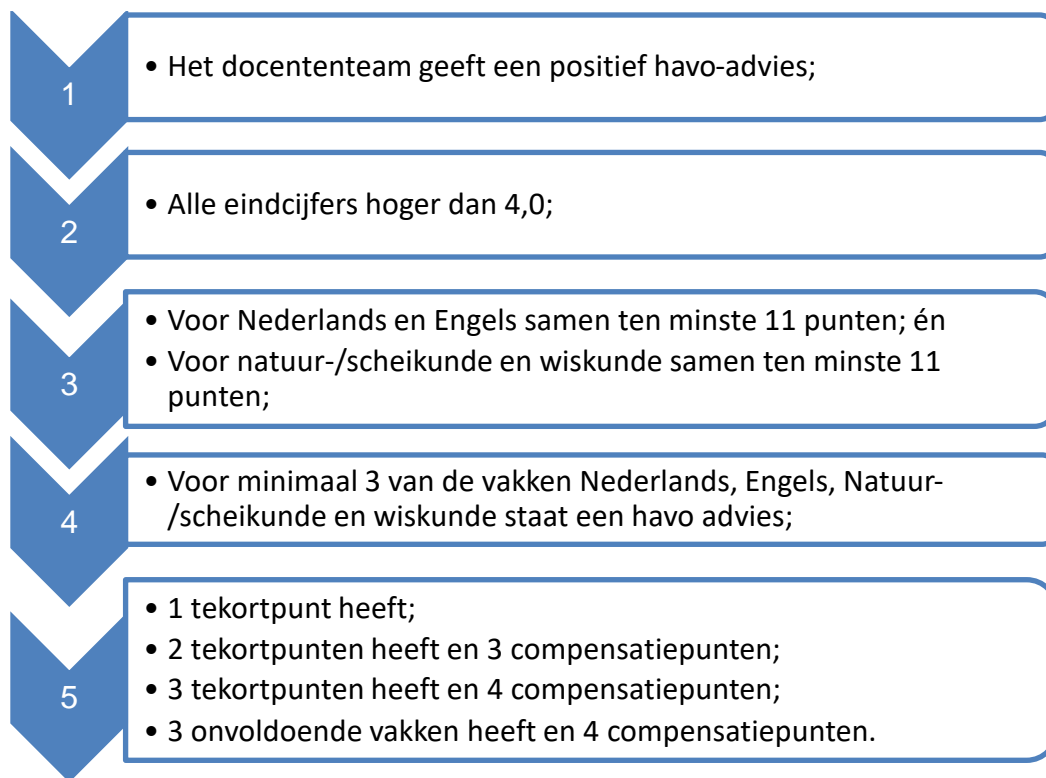 1
• Het docententeam geeft een positief havo-advies;
2
• Alle eindcijfers hoger dan 4,0;
3
• Voor Nederlands en Engels samen ten minste 11 punten; én
• Voor natuur-/scheikunde en wiskunde samen ten minste 11
punten;
4
• Voor minimaal 3 van de vakken Nederlands, Engels, Natuur-
/scheikunde en wiskunde staat een havo advies;
5
• 1 tekortpunt heeft;
• 2 tekortpunten heeft en 3 compensatiepunten;
• 3 tekortpunten heeft en 4 compensatiepunten;
• 3 onvoldoende vakken heeft en 4 compensatiepunten.